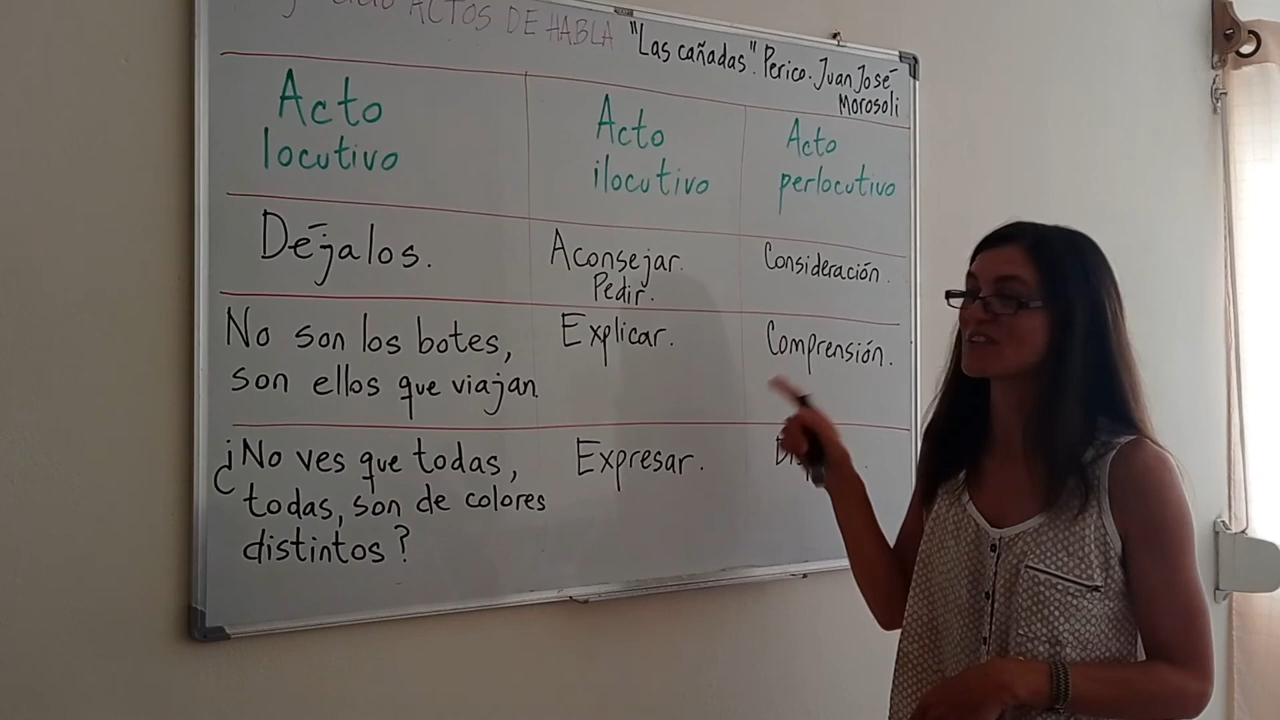 ACTOS DE HABLA "Las cañadas". Perico. Juan José
Morosoli
Acto
locutivo
Acto
ilocutivo
Acto
perlocutivo
Déjalos.
Aconsejar.
Pedir.
Consideración.
No son los botes,
son ellos que viajan.
Explicar.
Comprensión.
¿No ves que todas,
todas, son de colores
distintos?
Expresar.